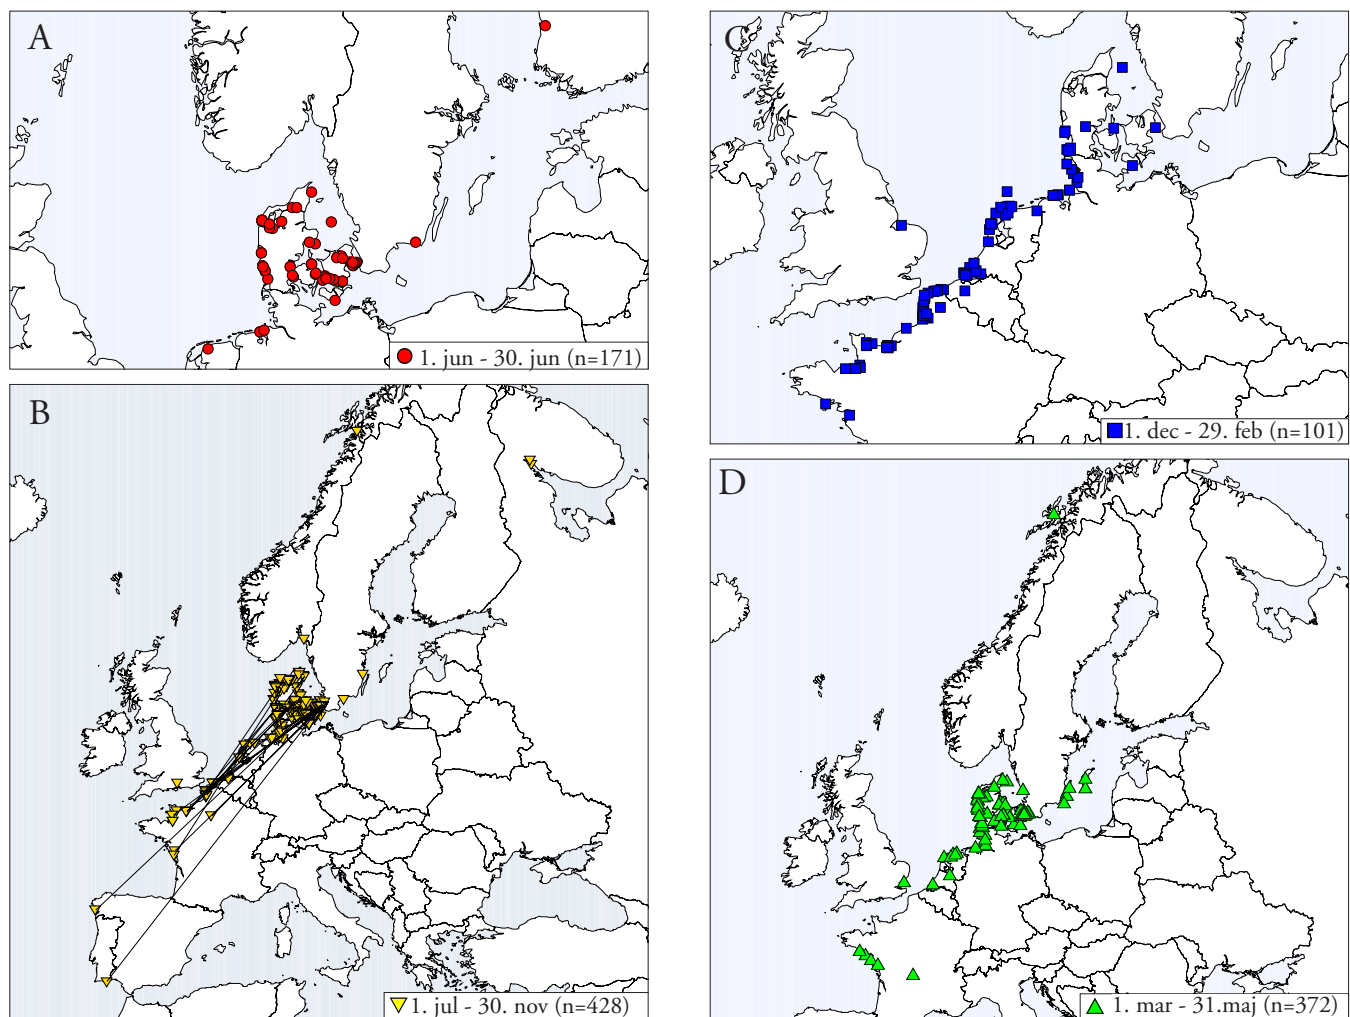 A
1. jun - 30. jun (n=171)
B
1. jul - 30. nov (n=428)
C
1. dec - 29. feb (n=101)
D
1. mar - 31.maj (n=372)